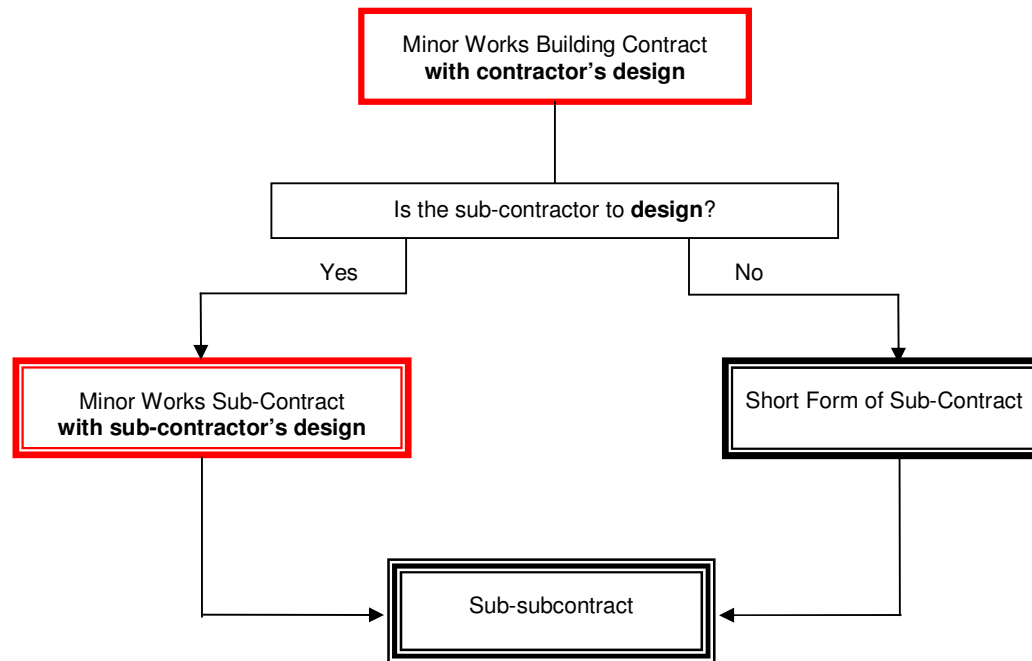 Minor Works Building Contract
with contractor’s design
Is the sub-contractor to design?
Yes
No
Minor Works Sub-Contract
with sub-contractor’s design
Short Form of Sub-Contract
Sub-subcontract